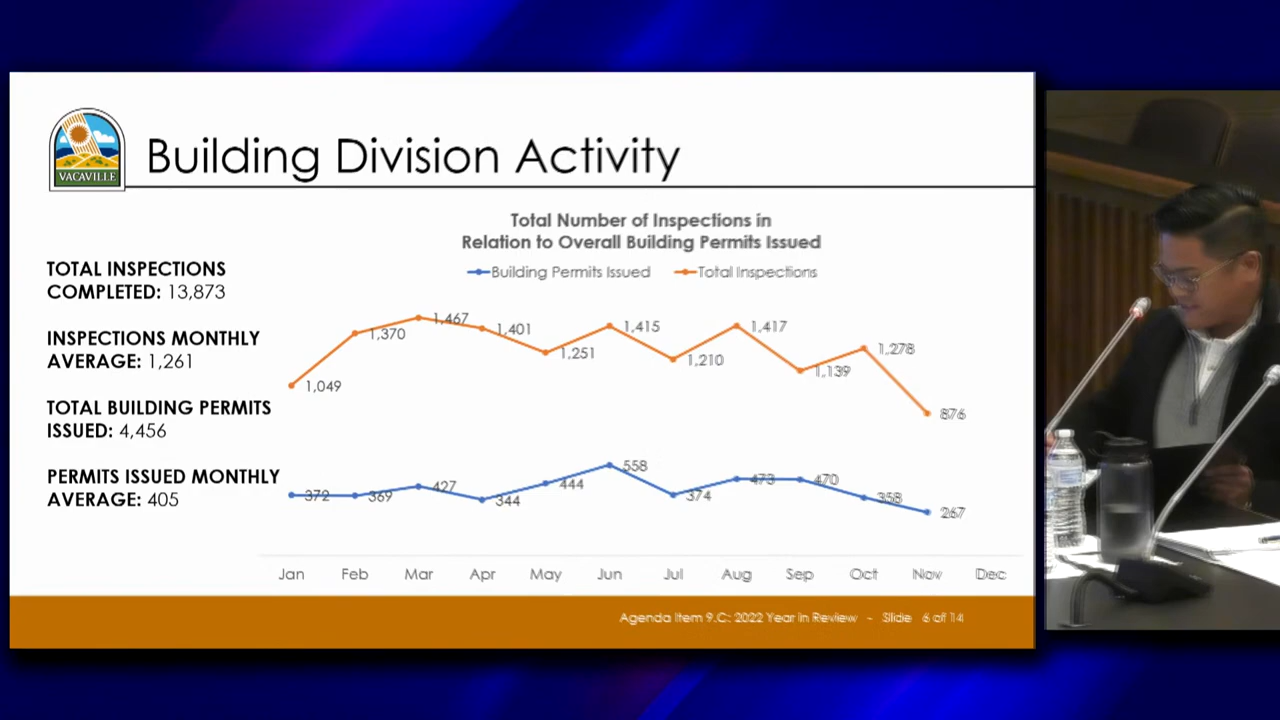 VACAVILLE
Building Division Activity
Total Number of Inspections in
Relation to Overall Building Permits Issued
Building Permits Issued
Total Inspections
TOTAL INSPECTIONS
COMPLETED: 13,873
INSPECTIONS MONTHLY
AVERAGE: 1,261
TOTAL BUILDING PERMITS
ISSUED: 4,456
PERMITS ISSUED MONTHLY
AVERAGE: 405
1,049
1,370
1,467
1,401
1,251
1,415
1,210
1,417
1,139
1,278
876
372
369
427
344
444
558
374
473
470
358
267
Jan Feb Mar Apr May Jun Jul Aug Sep Oct Nov Dec
Agenda Item 9.C: 2022 Year in Review - Slide 6 of 14